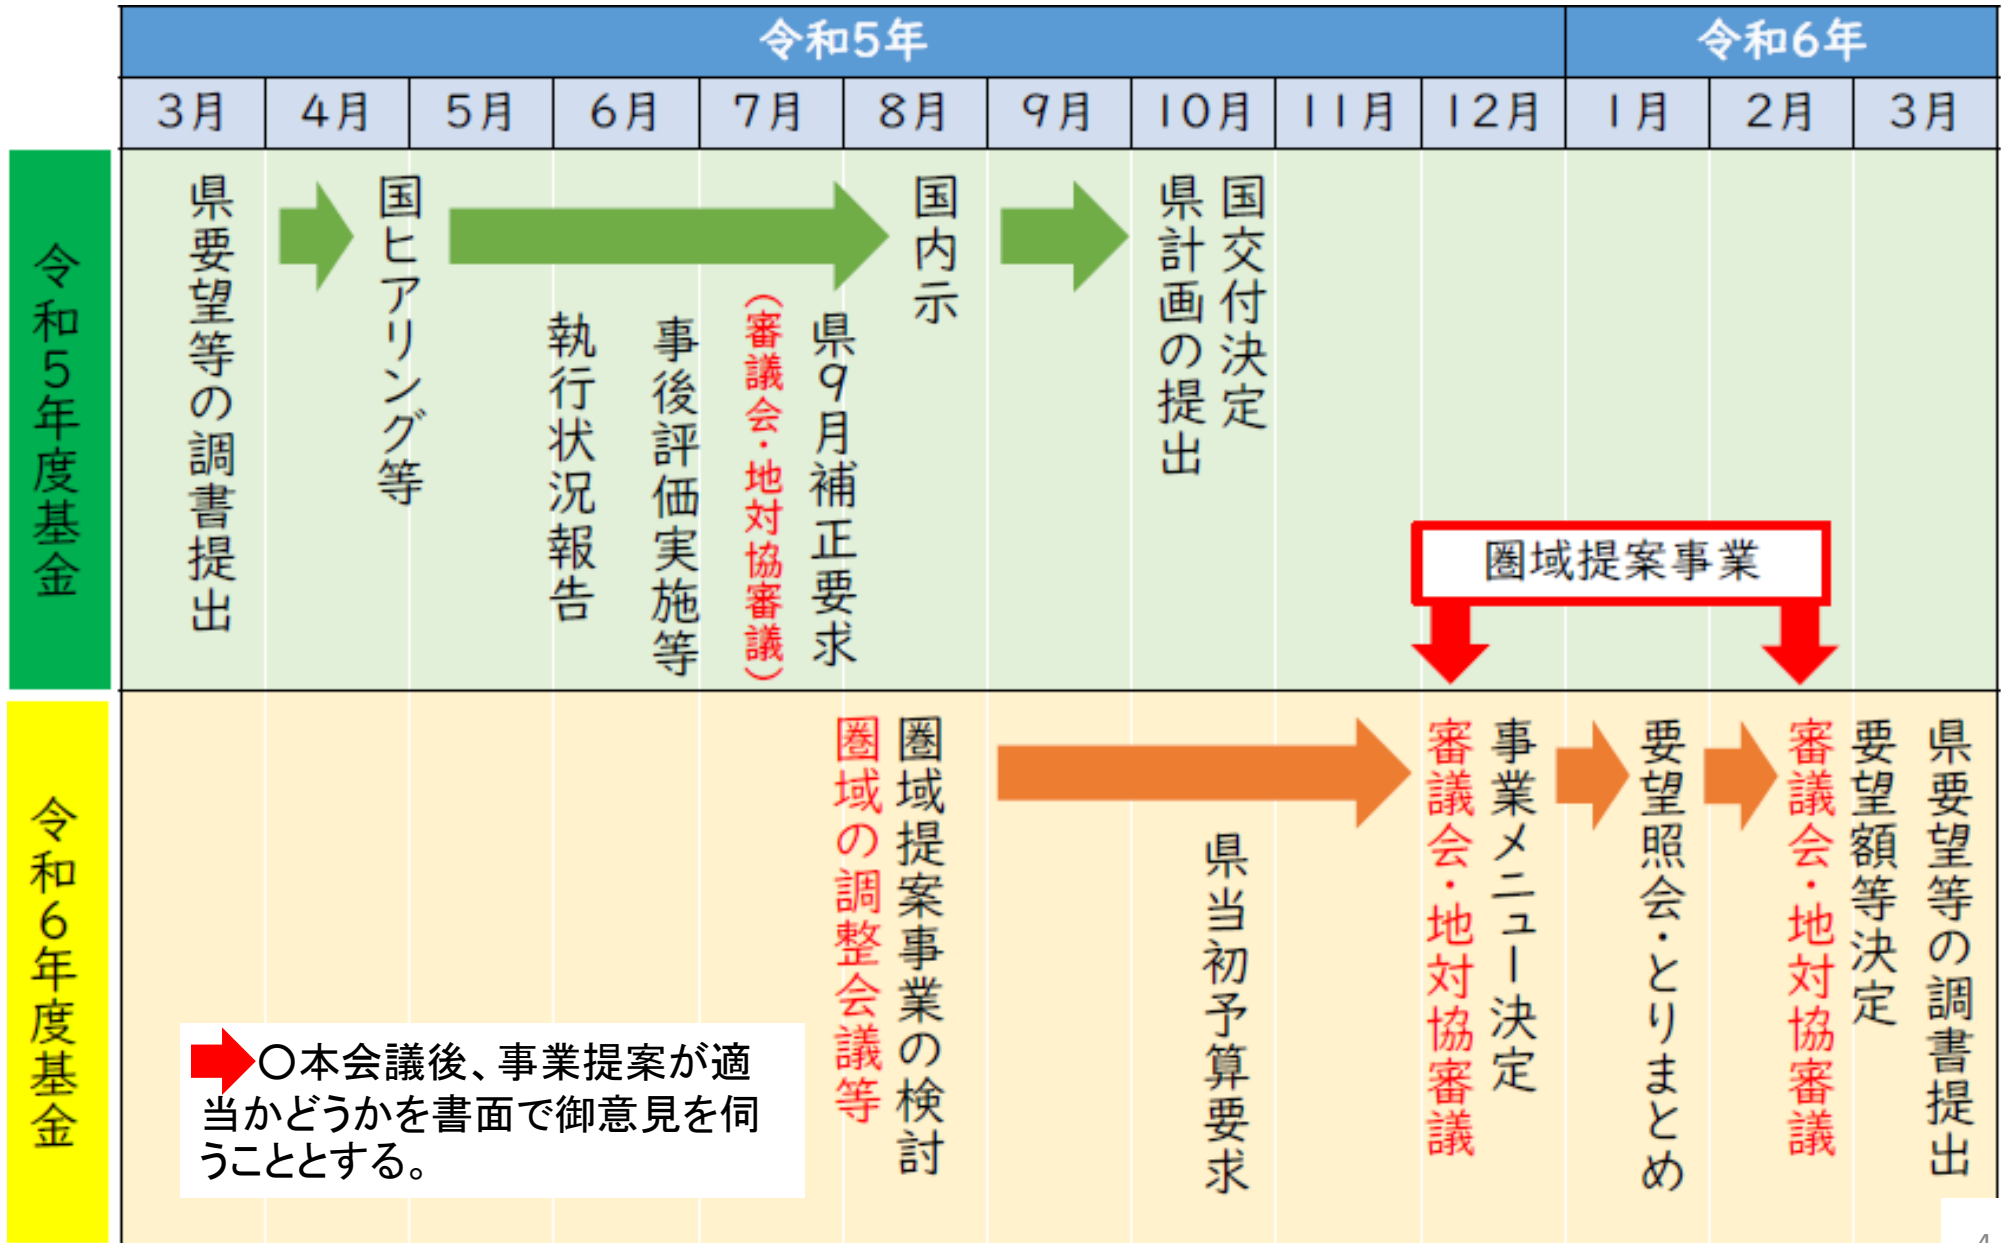 令和5年
令和6年
3月
4月
5月
6月
7月
8月
9月
10月
11月
12月
1月
2月
3月
令和5年度基金
県要望等の調書提出
国ヒアリング等
執行状況報告
事後評価実施等
(審議会・地対協審議)
県9月補正要求
国内示
国交付決定
県計画の提出
圏域提案事業
令和6年度基金
圏域提案事業の検討
圏域の調整会議等
県当初予算要求
事業メニュー決定
審議会・地対協審議
要望照会・とりまとめ
要望額等決定
審議会・地対協審議
県要望等の調書提出
〇本会議後、事業提案が適
当かどうかを書面で御意見を伺
うこととする。